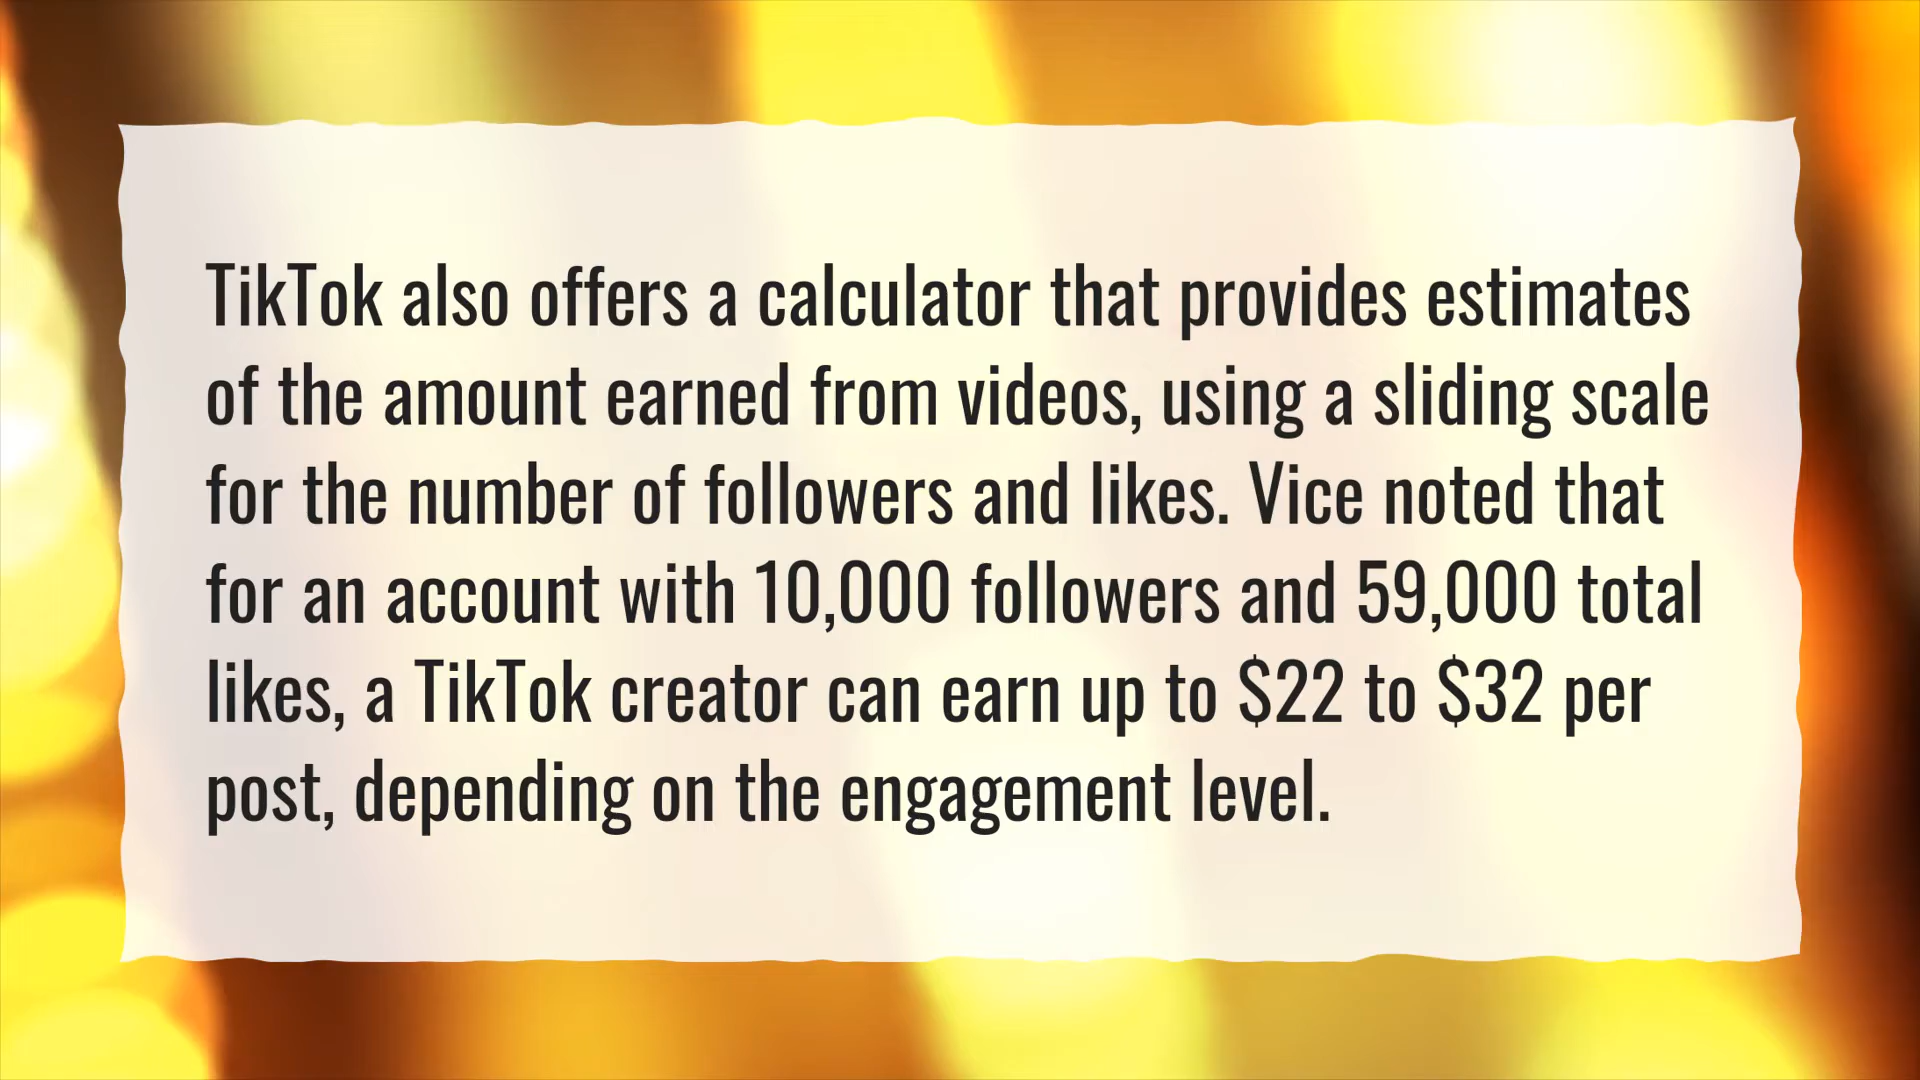 TikTok also offers a calculator that provides estimates
of the amount earned from videos, using a sliding scale
for the number of followers and likes. Vice noted that
for an account with 10,000 followers and 59,000 total
likes, a TikTok creator can earn up to $22 to $32 per
post, depending on the engagement level.